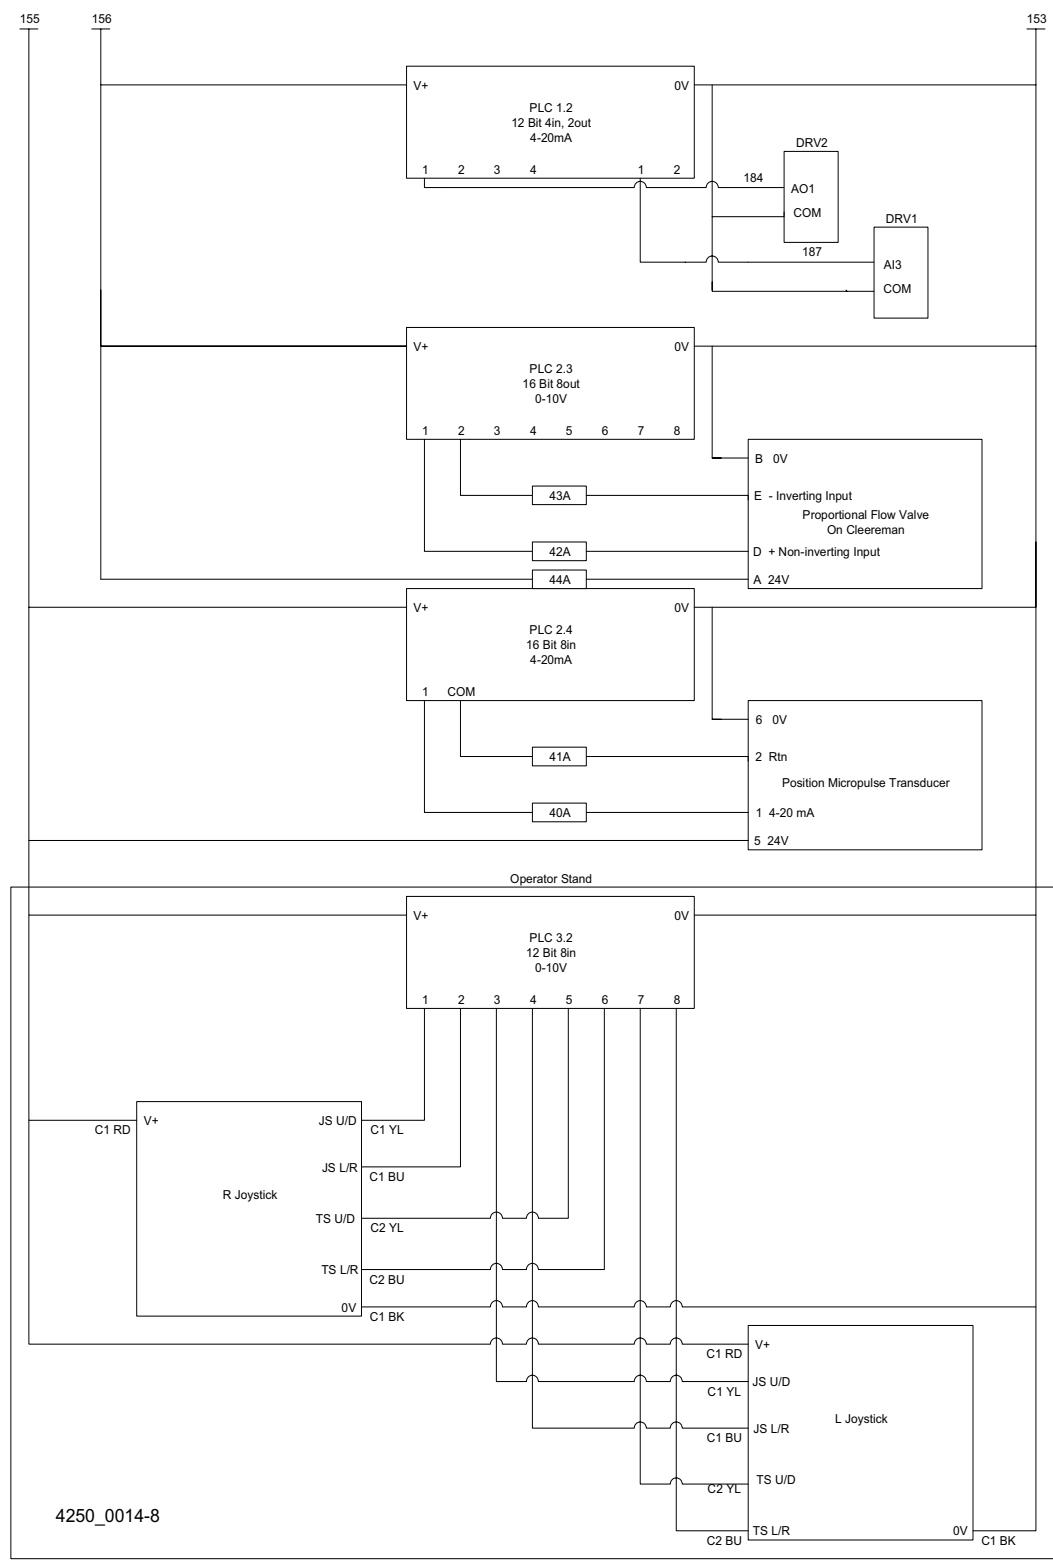 155 156 153
V+ 0V
PLC 1.2
12 Bit 4in, 2out
4-20mA
1 2 3 4 1 2
DRV2
184
AO1
COM
DRV1
187
AI3
COM
V+ 0V
PLC 2.3
16 Bit 8out
0-10V
1 2 3 4 5 6 7 8
B 0V
43A
E - Inverting Input
Proportional Flow Valve
On Cleereman
42A
D + Non-inverting Input
44A
A 24V
V+ 0V
PLC 2.4
16 Bit 8in
4-20mA
1 COM
6 0V
41A
2 Rtn
Position Micropulse Transducer
40A
1 4-20 mA
5 24V
Operator Stand
V+ 0V
PLC 3.2
12 Bit 8in
0-10V
1 2 3 4 5 6 7 8
V+ JS U/D
C1 RD C1 YL
JS L/R
C1 BU
R Joystick
TS U/D
C2 YL
TS L/R
C2 BU
0V
C1 BK
V+
C1 RD
JS U/D
C1 YL
L Joystick
JS L/R
C1 BU
TS U/D
C2 YL
4250_0014-8
TS L/R 0V
C2 BU C1 BK